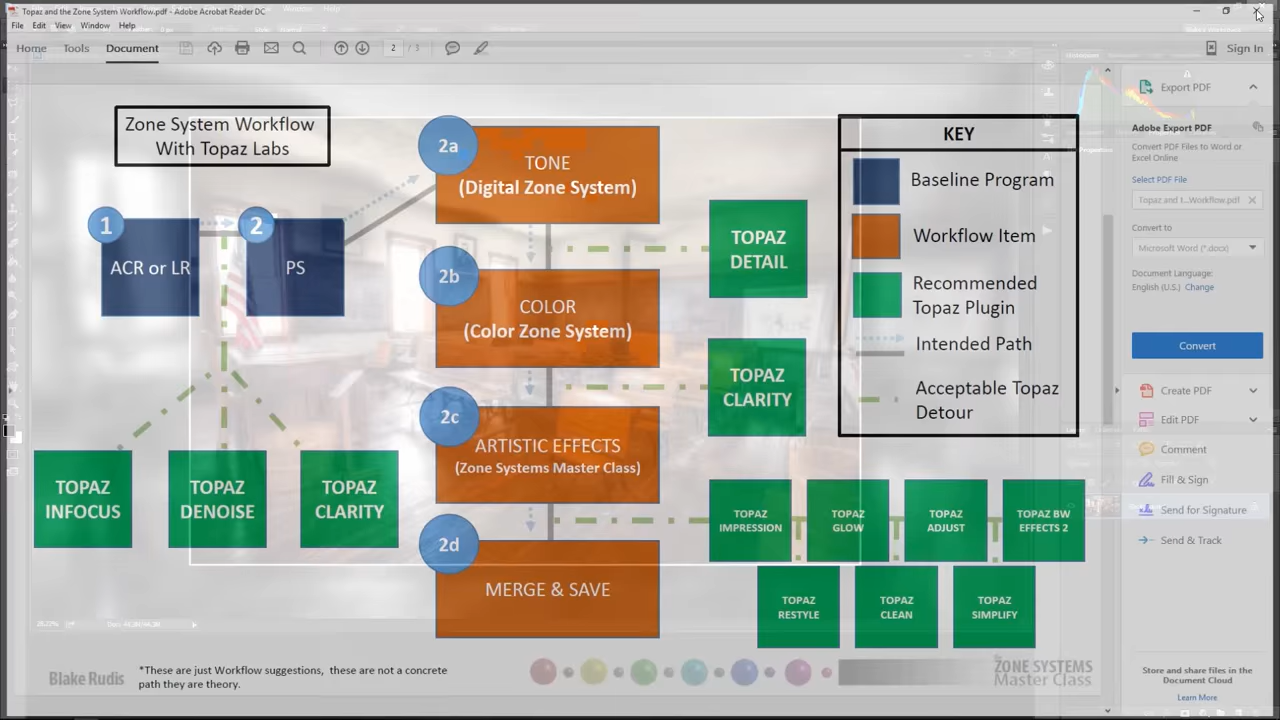 Topaz and the Zone System Workflow.pdf - Adobe Acrobat Reader DC
File Edit View Window Help
Home Tools Document
2 / 3
Sign In
Zone System Workflow
With Topaz Labs
1
ACR or LR
2
PS
2a
TONE
(Digital Zone System)
2b
COLOR
(Color Zone System)
2c
ARTISTIC EFFECTS
(Zone Systems Master Class)
2d
MERGE & SAVE
TOPAZ
DETAIL
TOPAZ
CLARITY
TOPAZ
INFOCUS
TOPAZ
DENOISE
TOPAZ
CLARITY
TOPAZ
IMPRESSION
TOPAZ
GLOW
TOPAZ
ADJUST
TOPAZ BW
EFFECTS 2
TOPAZ
RESTYLE
TOPAZ
CLEAN
TOPAZ
SIMPLIFY
KEY
Baseline Program
Workflow Item
Recommended
Topaz Plugin
Intended Path
Acceptable Topaz
Detour
Blake Rudis
*These are just Workflow suggestions, these are not a concrete
path they are theory.
the
ZONE SYSTEMS
Master Class
Export PDF
Adobe Export PDF
Convert PDF Files to Word or
Excel Online
Select PDF File
Topaz and t...Workflow.pdf
Convert to
Microsoft Word (*.docx)
Document Language:
English (U.S.) Change
Convert
Create PDF
Edit PDF
Comment
Fill & Sign
Send for Signature
Send & Track
Store and share files in the
Document Cloud
Learn More